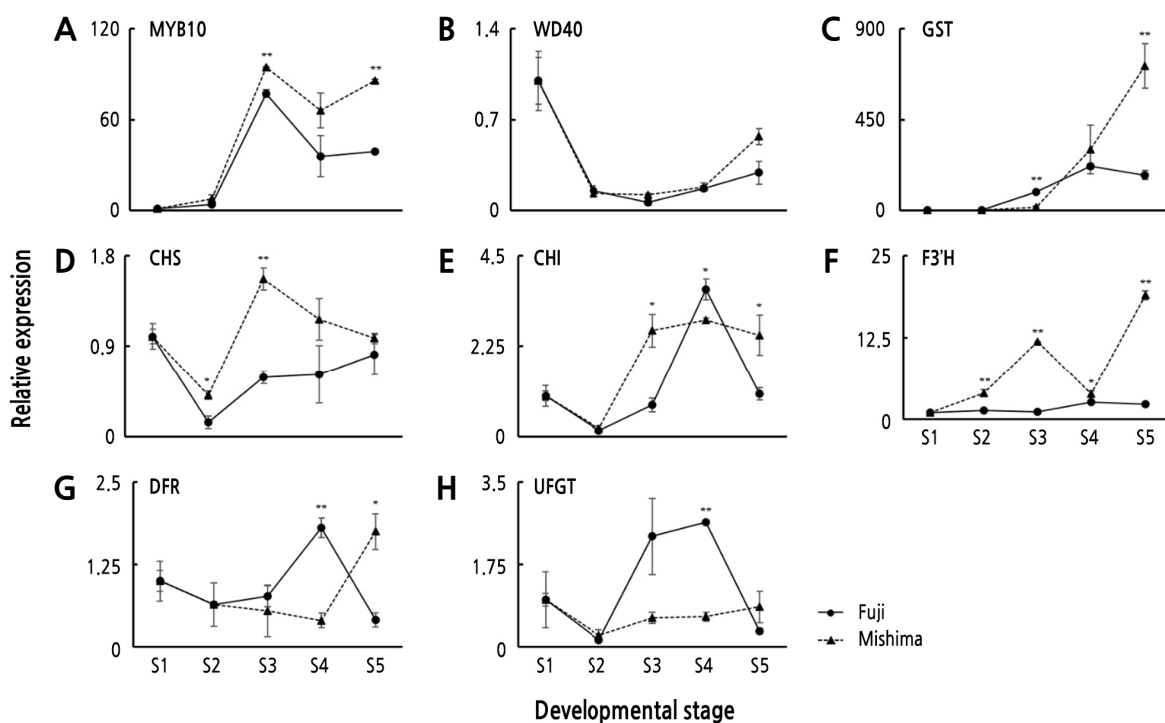 A MYB10
120
60
0
**
**
B WD40
1.4
0.7
0
C GST
900
450
0
**
**
Relative expression
D CHS
1.8
0.9
0
*
**
E CHI
4.5
2.25
0
*
*
*
F F3'H
25
12.5
0
**
**
*
**
S1 S2 S3 S4 S5
G DFR
2.5
1.25
0
**
*
S1 S2 S3 S4 S5
H UFGT
3.5
1.75
0
**
S1 S2 S3 S4 S5
Fuji
Mishima
Developmental stage